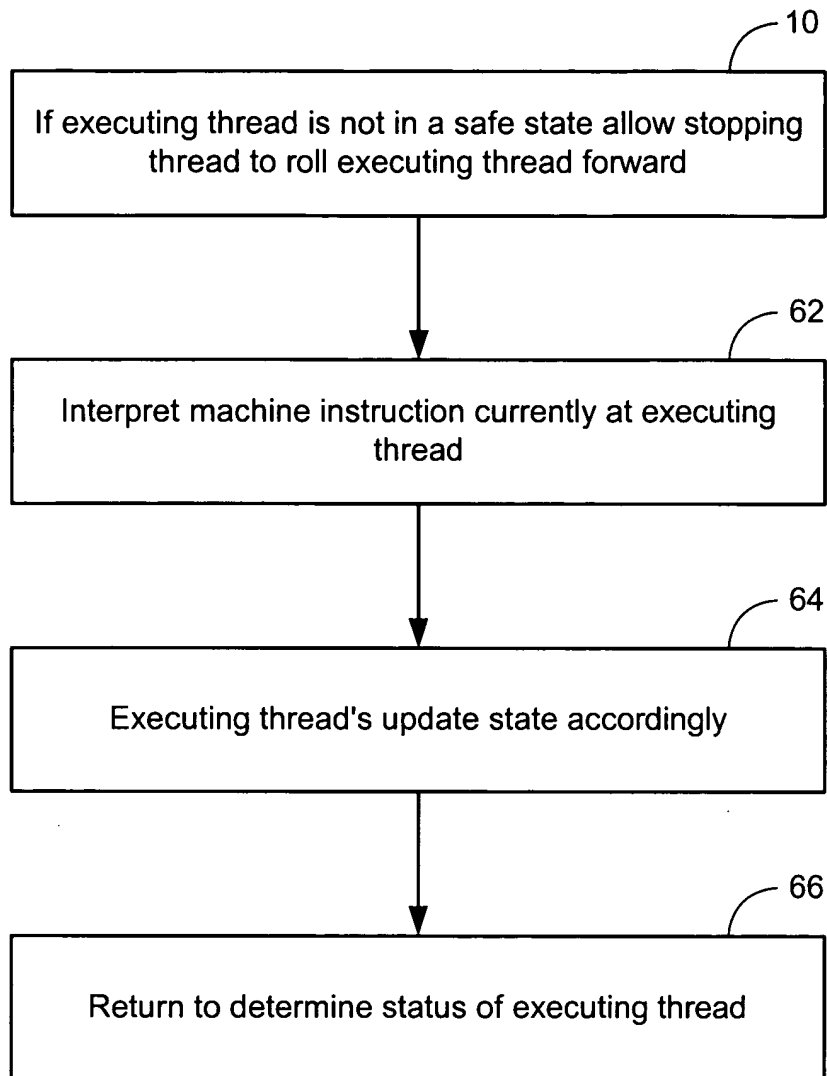 10
If executing thread is not in a safe state allow stopping
thread to roll executing thread forward
62
Interpret machine instruction currently at executing
thread
64
Executing thread's update state accordingly
66
Return to determine status of executing thread